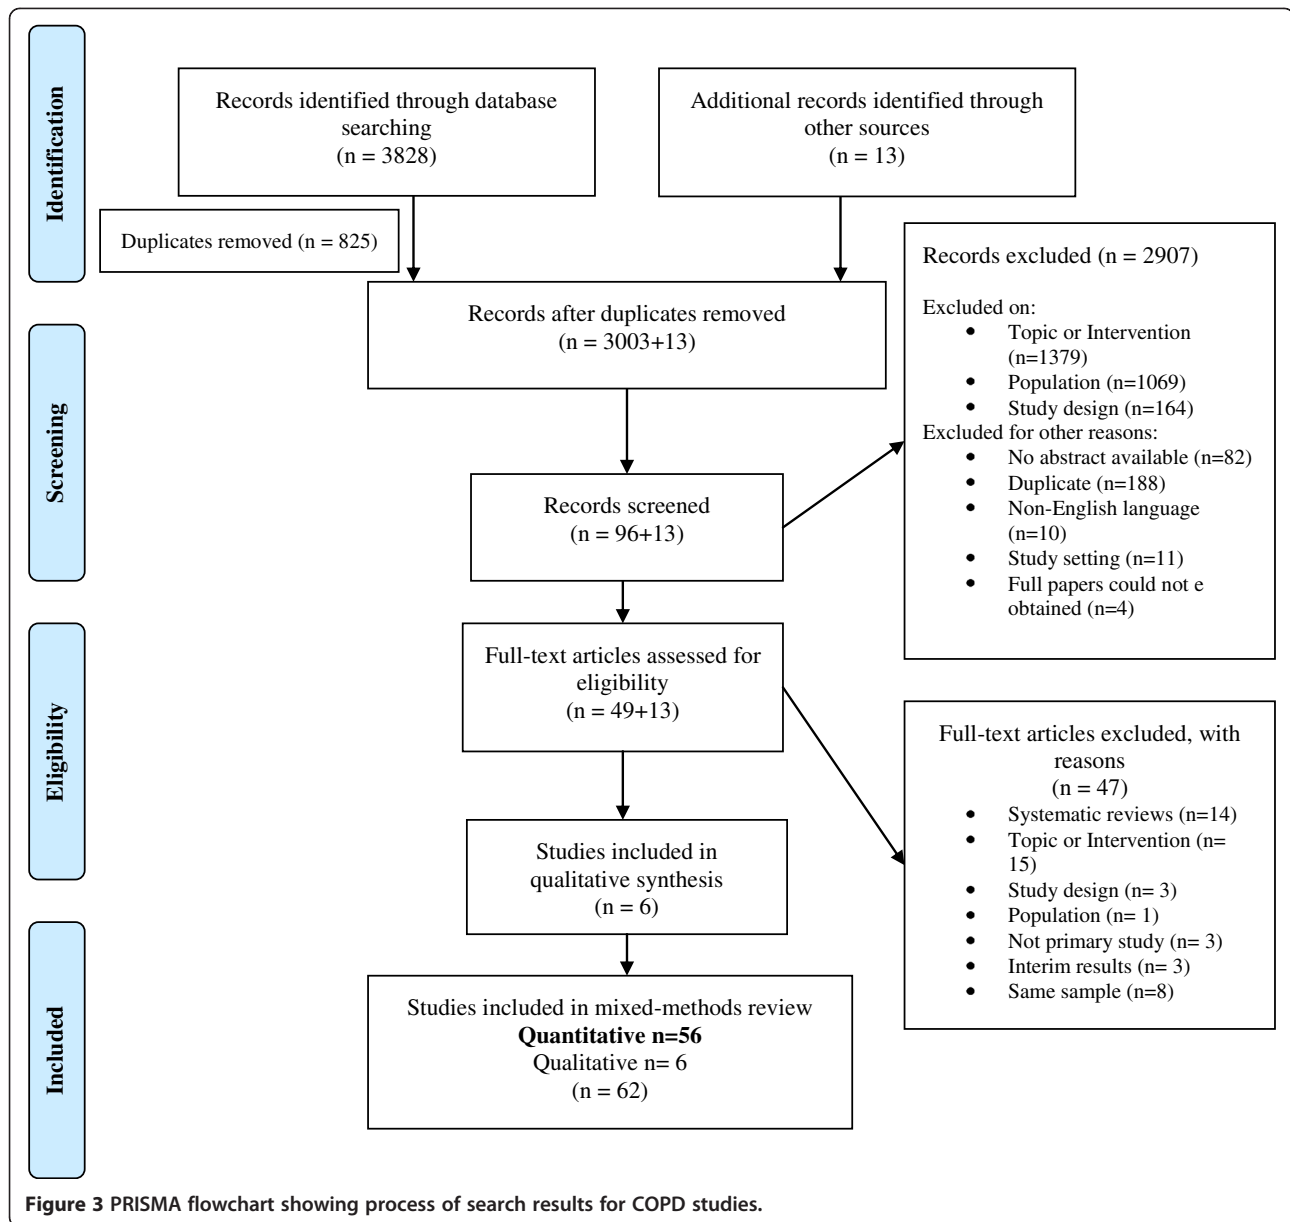 Identification
Records identified through database
searching
(n = 3828)
Additional records identified through
other sources
(n = 13)
Duplicates removed (n = 825)
Records after duplicates removed
(n = 3003+13)
Screening
Records screened
(n = 96+13)
Records excluded (n = 2907)
Excluded on:
• Topic or Intervention
(n=1379)
• Population (n=1069)
• Study design (n=164)
Excluded for other reasons:
• No abstract available (n=82)
• Duplicate (n=188)
• Non-English language
(n=10)
• Study setting (n=11)
• Full papers could not e
obtained (n=4)
Eligibility
Full-text articles assessed for
eligibility
(n = 49+13)
Full-text articles excluded, with
reasons
(n = 47)
• Systematic reviews (n=14)
• Topic or Intervention (n=
15)
• Study design (n= 3)
• Population (n= 1)
• Not primary study (n= 3)
• Interim results (n= 3)
• Same sample (n=8)
Studies included in
qualitative synthesis
(n = 6)
Included
Studies included in mixed-methods review
Quantitative n=56
Qualitative n= 6
(n = 62)
Figure 3 PRISMA flowchart showing process of search results for COPD studies.